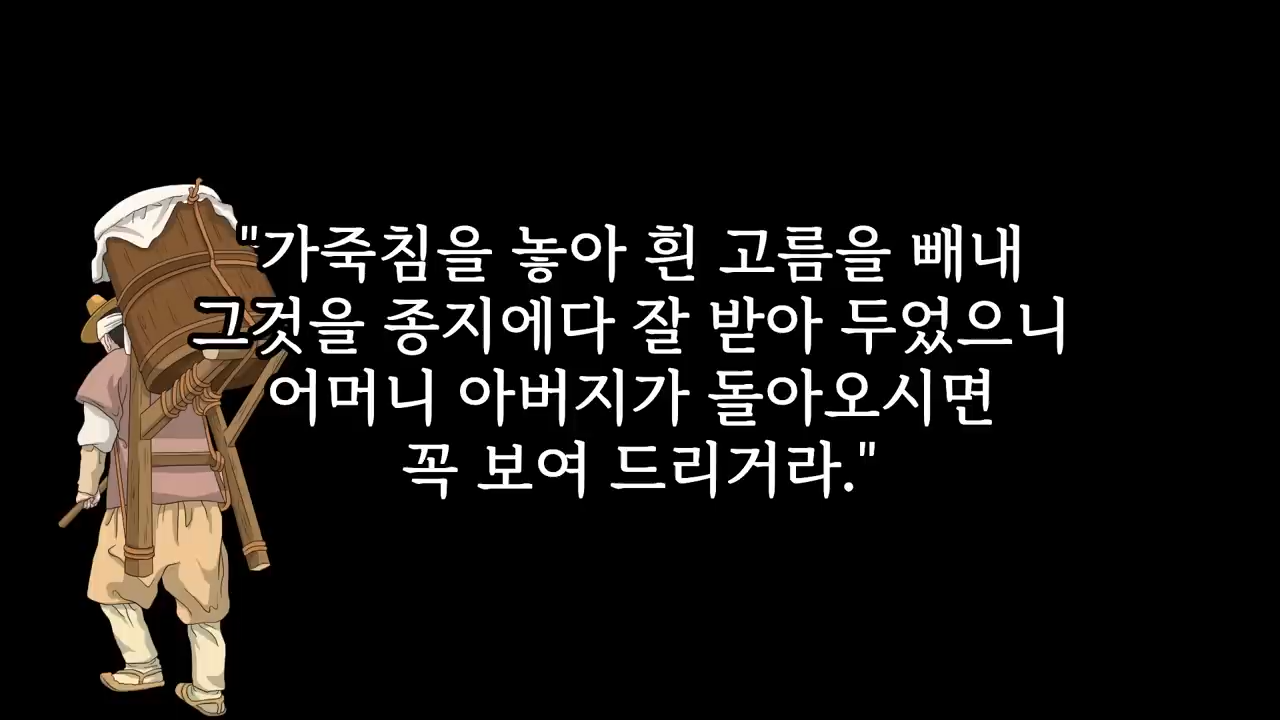 "가죽침을 놓아 흰 고름을 빼내
그것을 종지에다 잘 받아 두었으니
어머니 아버지가 돌아오시면
꼭 보여 드리거라."